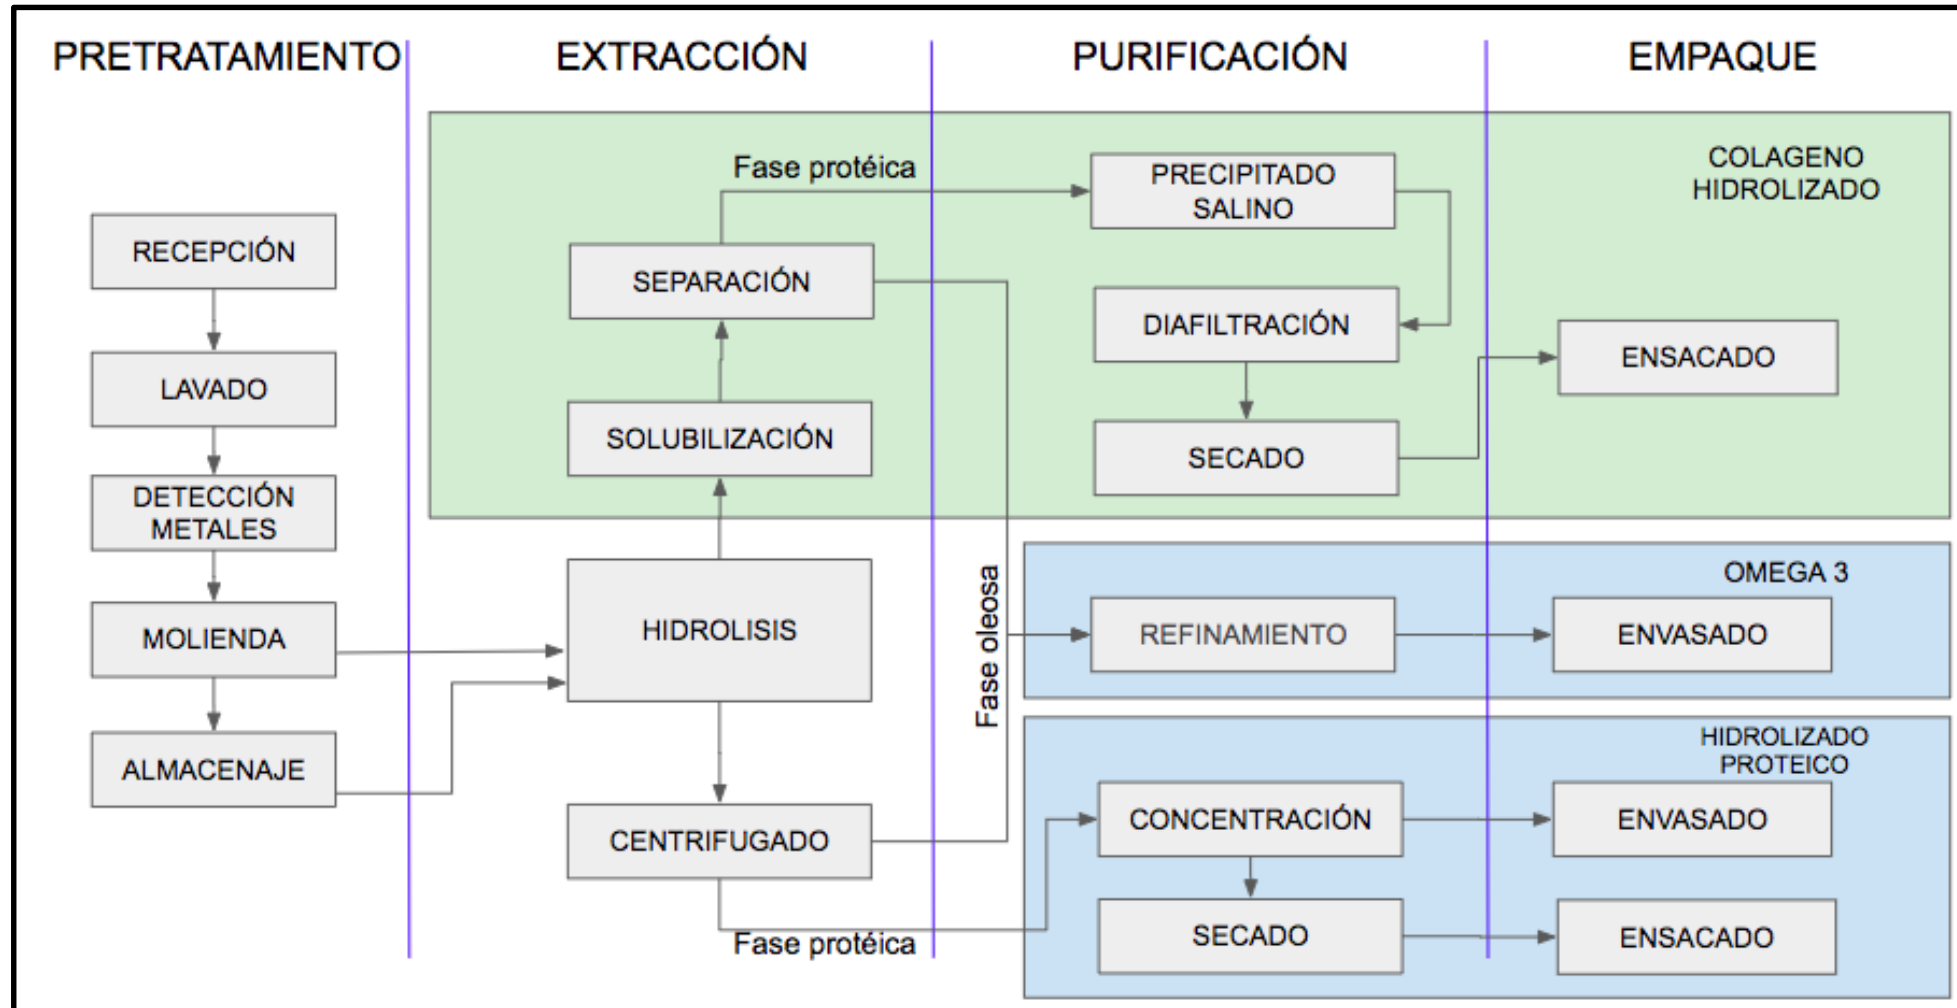 PRETRATAMIENTO
EXTRACCIÓN
PURIFICACIÓN
EMPAQUE
RECEPCIÓN
LAVADO
DETECCIÓN
METALES
MOLIENDA
ALMACENAJE
Fase protéica
SEPARACIÓN
SOLUBILIZACIÓN
HIDROLISIS
CENTRIFUGADO
Fase protéica
Fase oleosa
PRECIPITADO
SALINO
DIAFILTRACIÓN
SECADO
COLAGENO
HIDROLIZADO
ENSACADO
OMEGA 3
REFINAMIENTO
ENVASADO
HIDROLIZADO
PROTEICO
CONCENTRACIÓN
ENVASADO
SECADO
ENSACADO